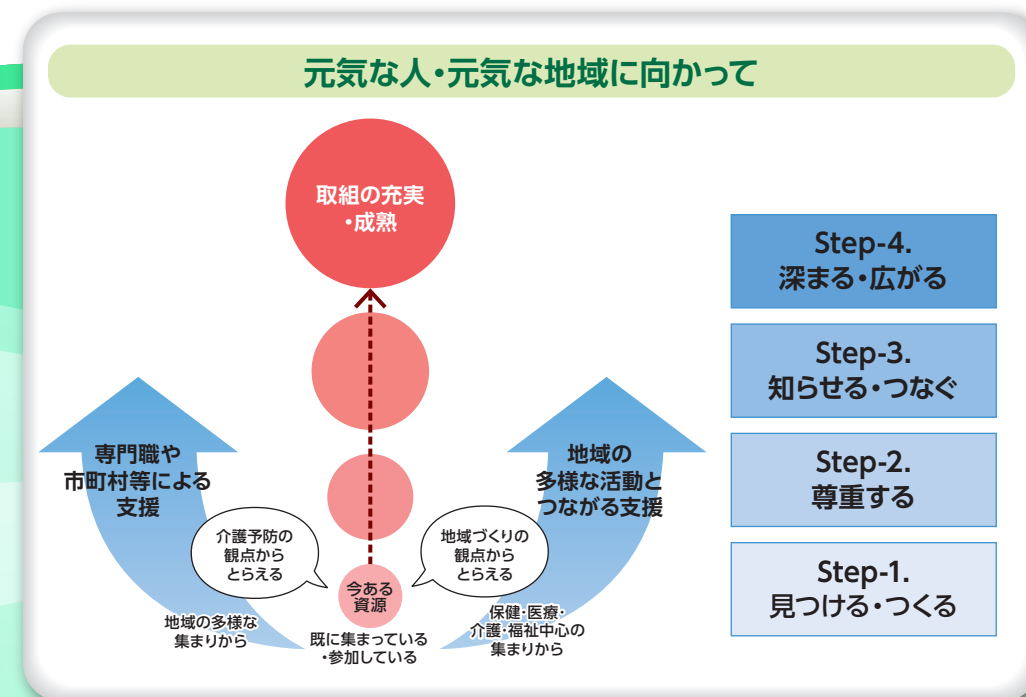 元気な人・元気な地域に向かって
取組の充実
・成熟
専門職や
市町村等による
支援
地域の
多様な活動と
つながる支援
介護予防の
観点から
とらえる
地域づくりの
観点から
とらえる
今ある
資源
地域の多様な
集まりから
既に集まっている
・参加している
保健・医療・
介護・福祉中心の
集まりから
Step-4.
深まる・広がる
Step-3.
知らせる・つなぐ
Step-2.
尊重する
Step-1.
見つける・つくる